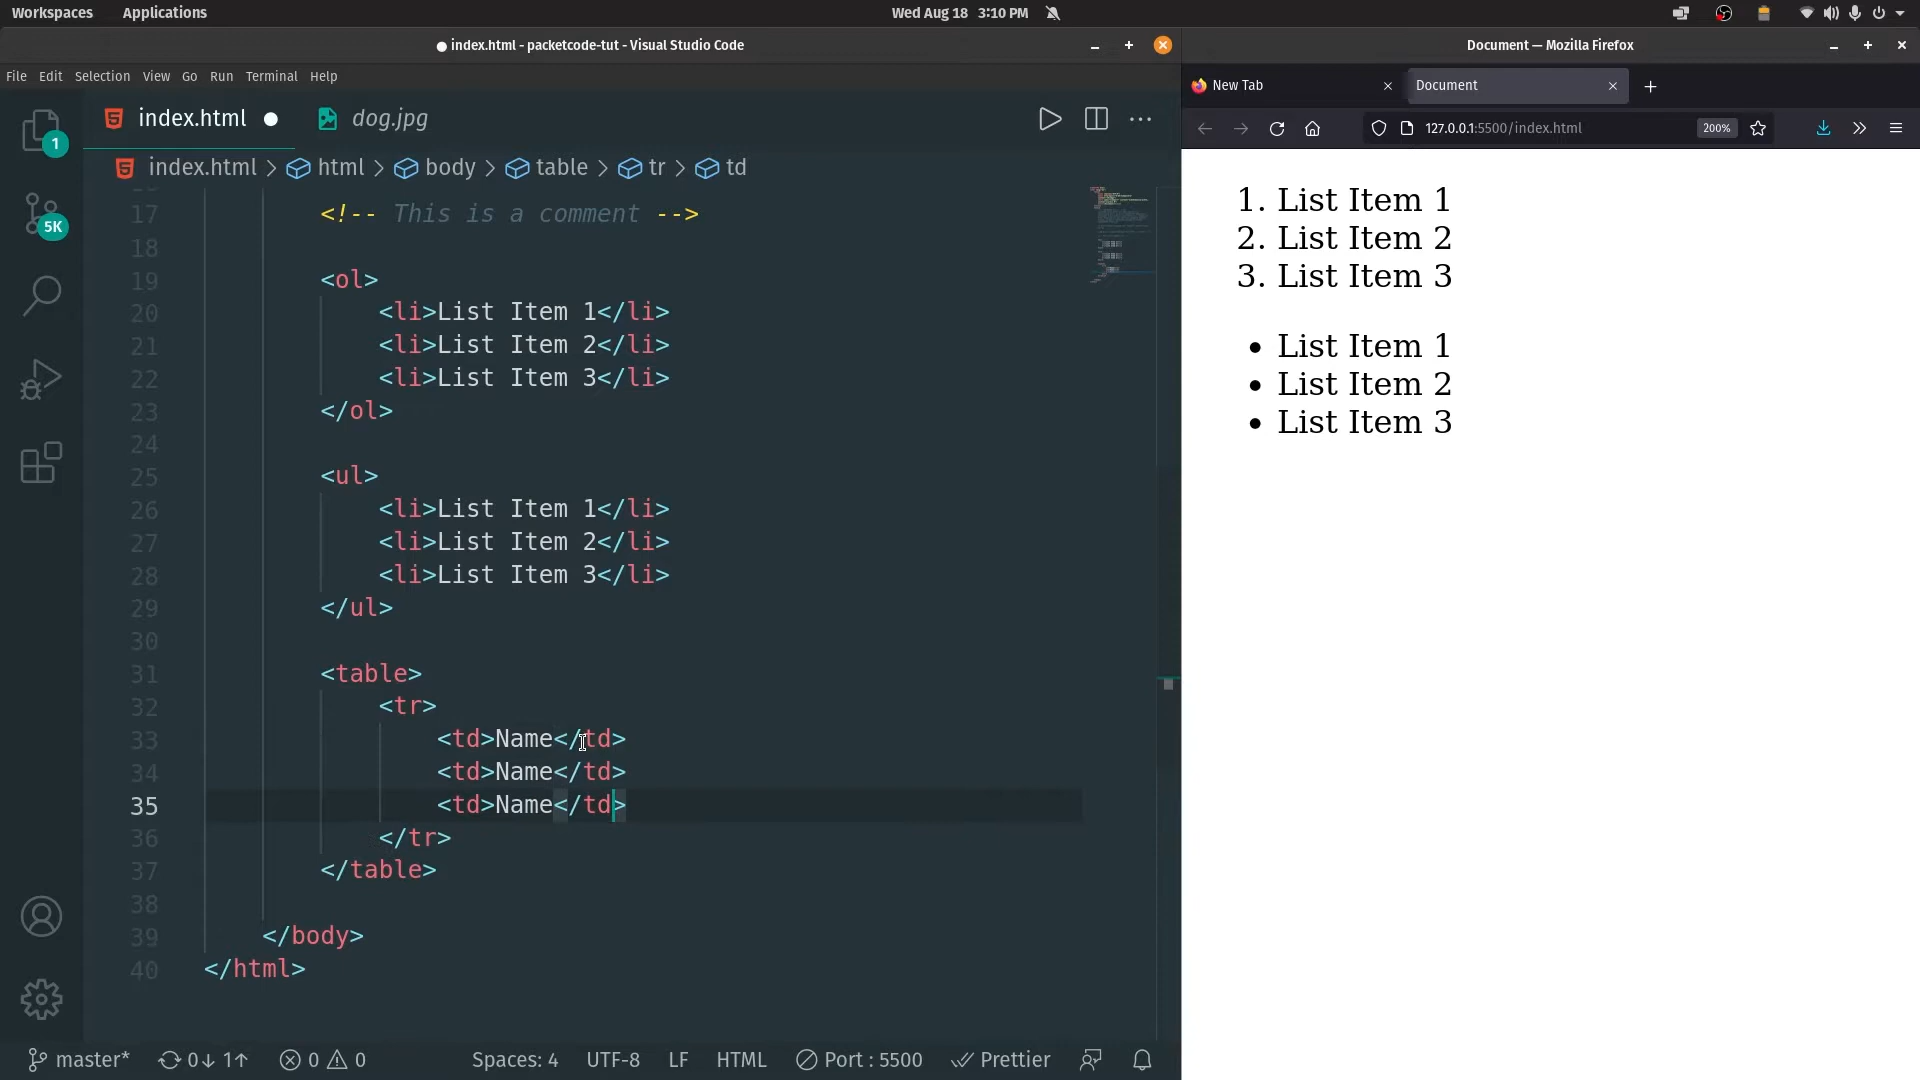 Workspaces Applications Wed Aug 18 3:10 PM
index.html - packetcode-tut - Visual Studio Code
File Edit Selection View Go Run Terminal Help
index.html dog.jpg
index.html > html > body > table > tr > td
1
5K
17 <!-- This is a comment -->
18
19 <ol>
20 <li>List Item 1</li>
21 <li>List Item 2</li>
22 <li>List Item 3</li>
23 </ol>
24
25 <ul>
26 <li>List Item 1</li>
27 <li>List Item 2</li>
28 <li>List Item 3</li>
29 </ul>
30
31 <table>
32 <tr>
33 <td>Name</td>
34 <td>Name</td>
35 <td>Name</td>
36 </tr>
37 </table>
38
39 </body>
40 </html>
master* 0↓ 1↑ 0 0 Spaces: 4 UTF-8 LF HTML Port : 5500 Prettier
Document — Mozilla Firefox
New Tab Document
127.0.0.1:5500/index.html 200%
1. List Item 1
2. List Item 2
3. List Item 3
• List Item 1
• List Item 2
• List Item 3